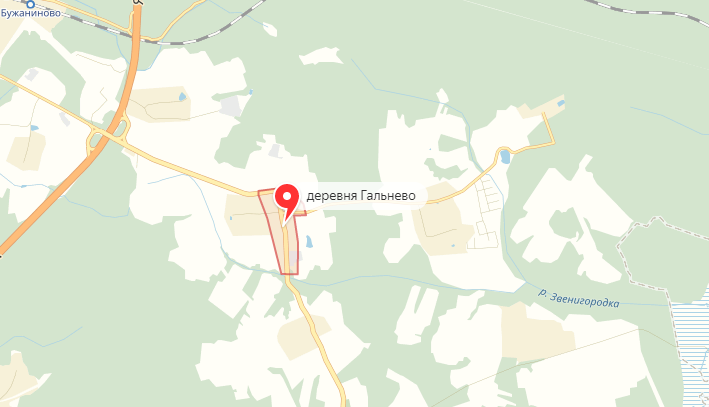 Бужаниново
деревня Гальнево
р. Звенигородка